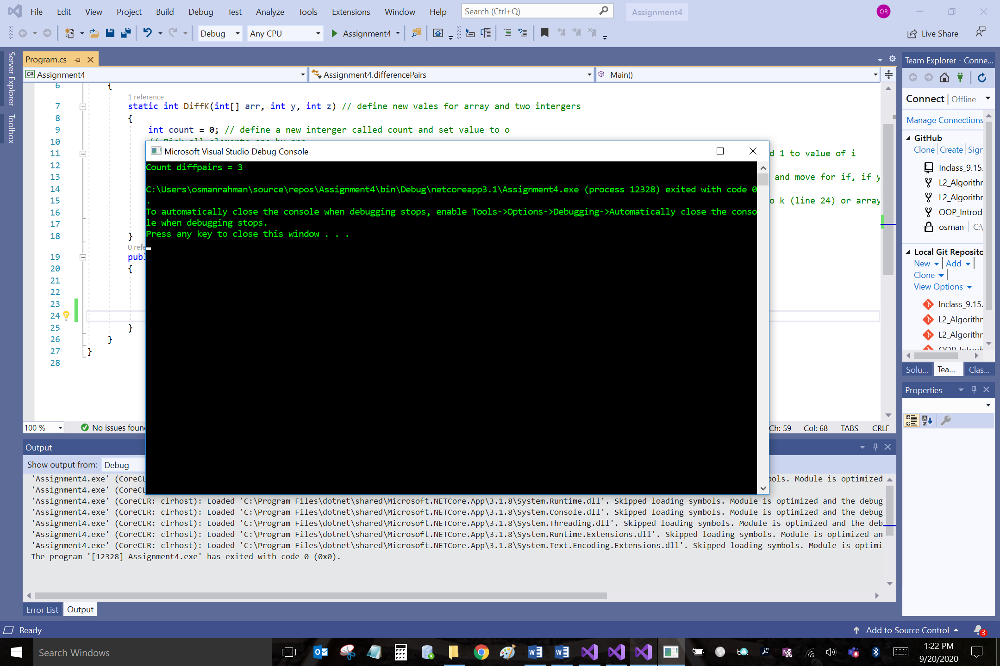 File Edit View Project Build Debug Test Analyze Tools Extensions Window Help Search (Ctrl+Q) Assignment4 OR
Debug Any CPU Assignment4 Live Share
Server Explorer
Toolbox
Program.cs
C# Assignment4 Assignment4.differencePairs Main()
6 {
1 reference
7 static int DiffK(int[] arr, int y, int z) // define new vales for array and two intergers
8 {
9 int count = 0; // define a new interger called count and set value to o
10
11 d 1 to value of i
12
13 and move for if, if y
14
15 o k (line 24) or array
16
17
18 }
0 refe
19 publ
20 {
21
22
23
24
25 }
26 }
27 }
28
Microsoft Visual Studio Debug Console
Count diffpairs = 3
C:\Users\osmanrahman\source\repos\Assignment4\bin\Debug\netcoreapp3.1\Assignment4.exe (process 12328) exited with code 0
.
To automatically close the console when debugging stops, enable Tools->Options->Debugging->Automatically close the conso
le when debugging stops.
Press any key to close this window . . .
100 % No issues foun Ch: 59 Col: 68 TABS CRLF
Output
Show output from: Debug
'Assignment4.exe' (CoreCL ools. Module is optimized
'Assignment4.exe' (CoreCL
'Assignment4.exe' (CoreCLR: clrhost): Loaded 'C:\Program Files\dotnet\shared\Microsoft.NETCore.App\3.1.8\System.Runtime.dll'. Skipped loading symbols. Module is optimized and the debug
'Assignment4.exe' (CoreCLR: clrhost): Loaded 'C:\Program Files\dotnet\shared\Microsoft.NETCore.App\3.1.8\System.Console.dll'. Skipped loading symbols. Module is optimized and the debug
'Assignment4.exe' (CoreCLR: clrhost): Loaded 'C:\Program Files\dotnet\shared\Microsoft.NETCore.App\3.1.8\System.Threading.dll'. Skipped loading symbols. Module is optimized and the deb
'Assignment4.exe' (CoreCLR: clrhost): Loaded 'C:\Program Files\dotnet\shared\Microsoft.NETCore.App\3.1.8\System.Runtime.Extensions.dll'. Skipped loading symbols. Module is optimized an
'Assignment4.exe' (CoreCLR: clrhost): Loaded 'C:\Program Files\dotnet\shared\Microsoft.NETCore.App\3.1.8\System.Text.Encoding.Extensions.dll'. Skipped loading symbols. Module is optimi
The program '[12328] Assignment4.exe' has exited with code 0 (0x0).
Error List Output
Team Explorer - Conne...
Connect | Offline
Manage Connections
GitHub
Clone Create Sign
Inclass_9.15.
L2_Algorithm
L2_Algorithm
OOP_Introd
osman C:\
Local Git Reposito
New Add
Clone
View Options
Inclass_9.15.
L2_Algorithm
L2_Algorithm
OOP_Introd
Solu... Tea... Clas...
Properties
Ready Add to Source Control 3
Search Windows 1:22 PM
9/20/2020